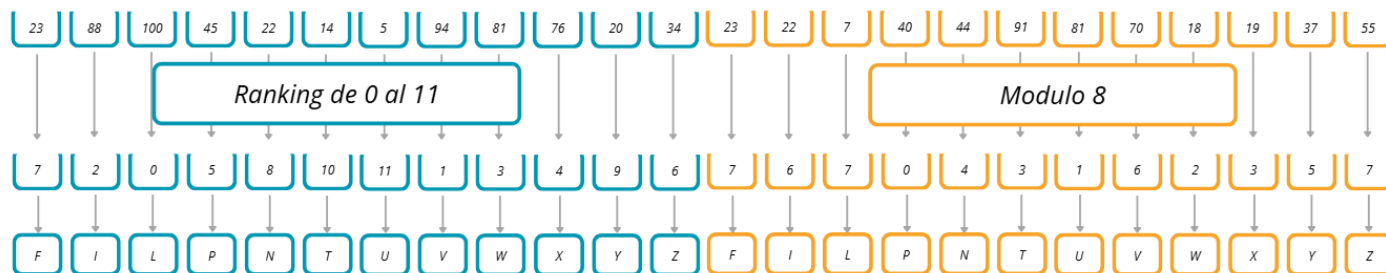 23 88 100 45 22 14 5 94 81 76 20 34 23 22 7 40 44 91 81 70 18 19 37 55
Ranking de 0 al 11 Modulo 8
7 2 0 5 8 10 11 1 3 4 9 6 7 6 7 0 4 3 1 6 2 3 5 7
F I L P N T U V W X Y Z F I L P N T U V W X Y Z